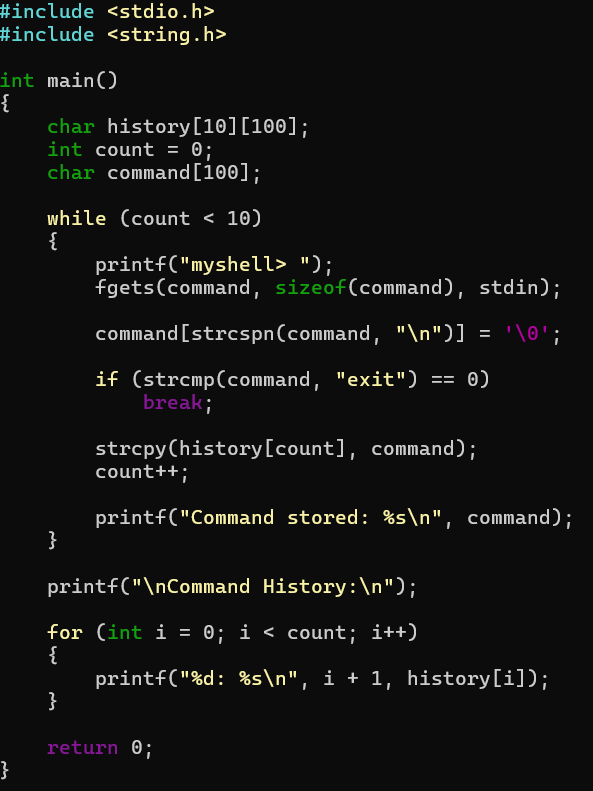 #include <stdio.h>
#include <string.h>

int main()
{
    char history[10][100];
    int count = 0;
    char command[100];

    while (count < 10)
    {
        printf("myshell> ");
        fgets(command, sizeof(command), stdin);

        command[strcspn(command, "\n")] = '\0';

        if (strcmp(command, "exit") == 0)
            break;

        strcpy(history[count], command);
        count++;

        printf("Command stored: %s\n", command);
    }

    printf("\nCommand History:\n");

    for (int i = 0; i < count; i++)
    {
        printf("%d: %s\n", i + 1, history[i]);
    }

    return 0;
}